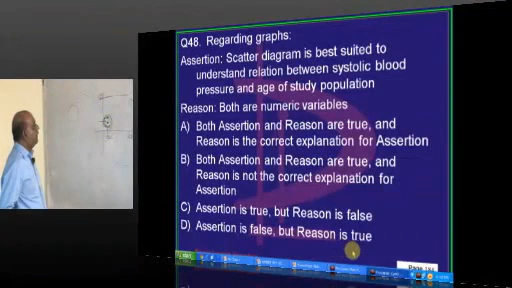 Q48. Regarding graphs:
Assertion: Scatter diagram is best suited to
understand relation between systolic blood
pressure and age of study population
Reason: Both are numeric variables
A) Both Assertion and Reason are true, and
Reason is the correct explanation for Assertion
B) Both Assertion and Reason are true, and
Reason is not the correct explanation for
Assertion
C) Assertion is true, but Reason is false
D) Assertion is false, but Reason is true